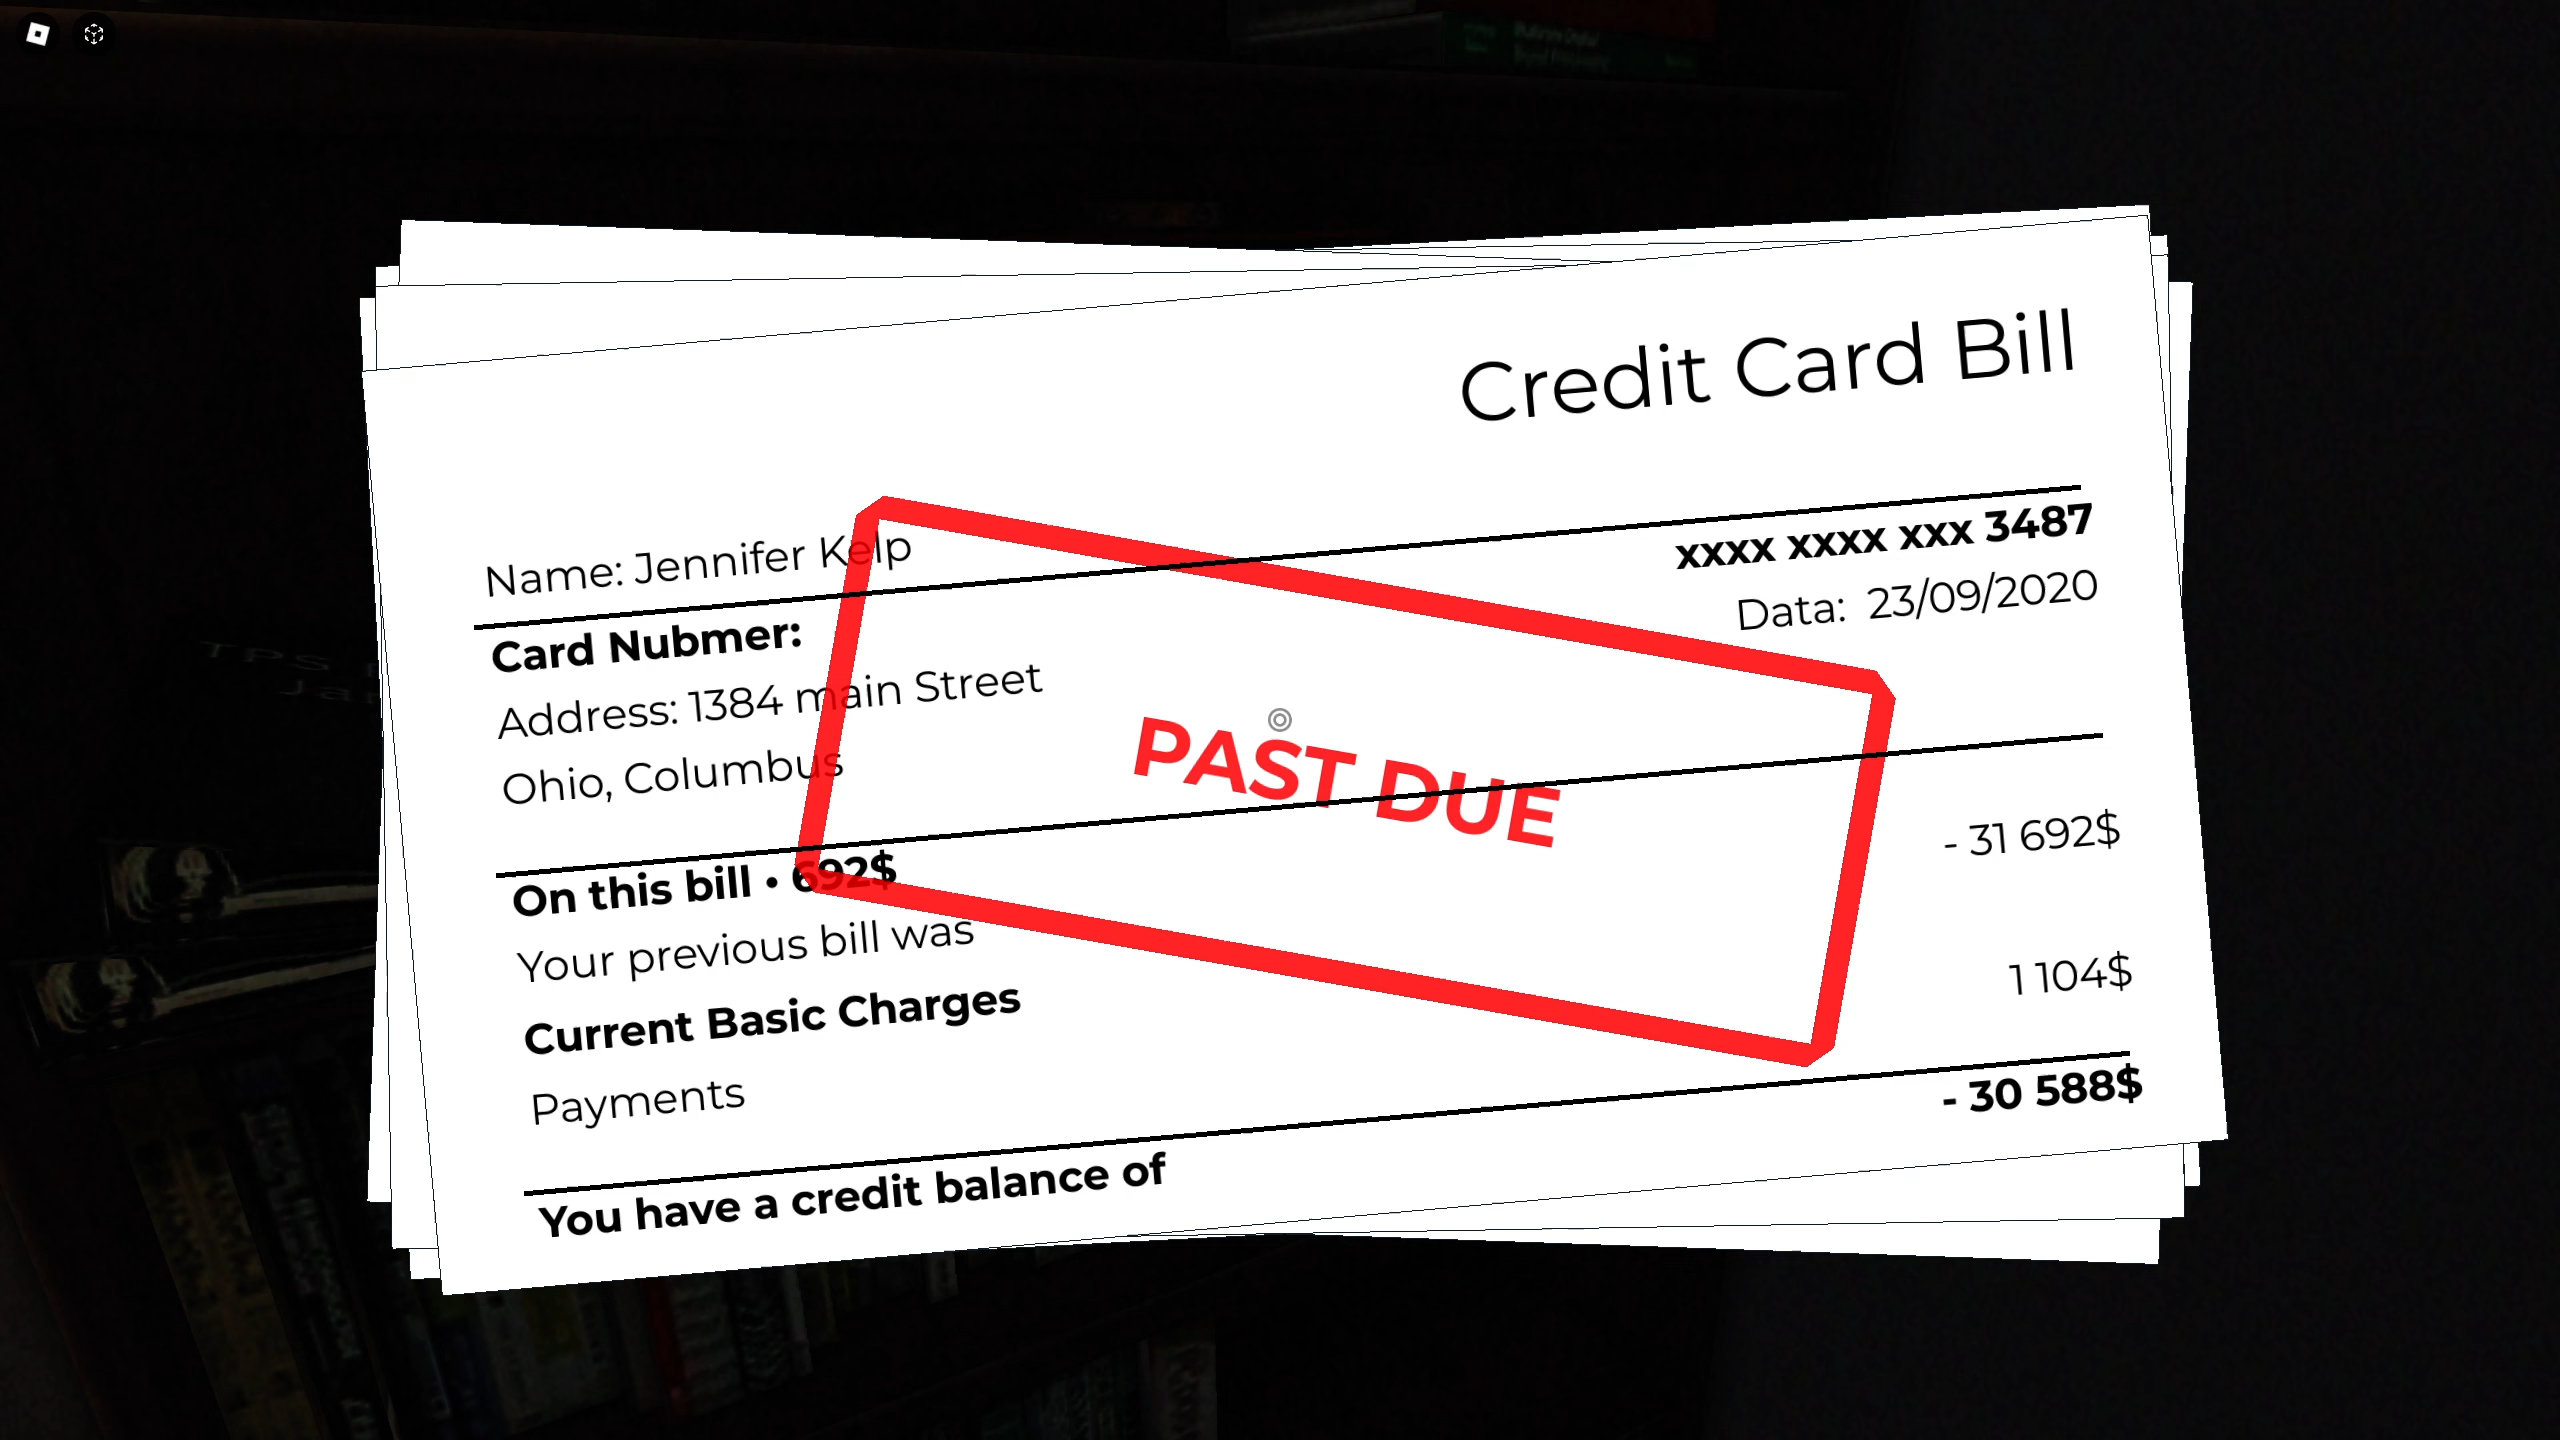 Credit Card Bill
Name: Jennifer Kelp
Card Nubmer: xxxx xxxx xxx 3487
Data: 23/09/2020
Address: 1384 main Street
Ohio, Columbus
PAST DUE
On this bill • 692$
Your previous bill was - 31 692$
Current Basic Charges
Payments 1 104$
You have a credit balance of - 30 588$